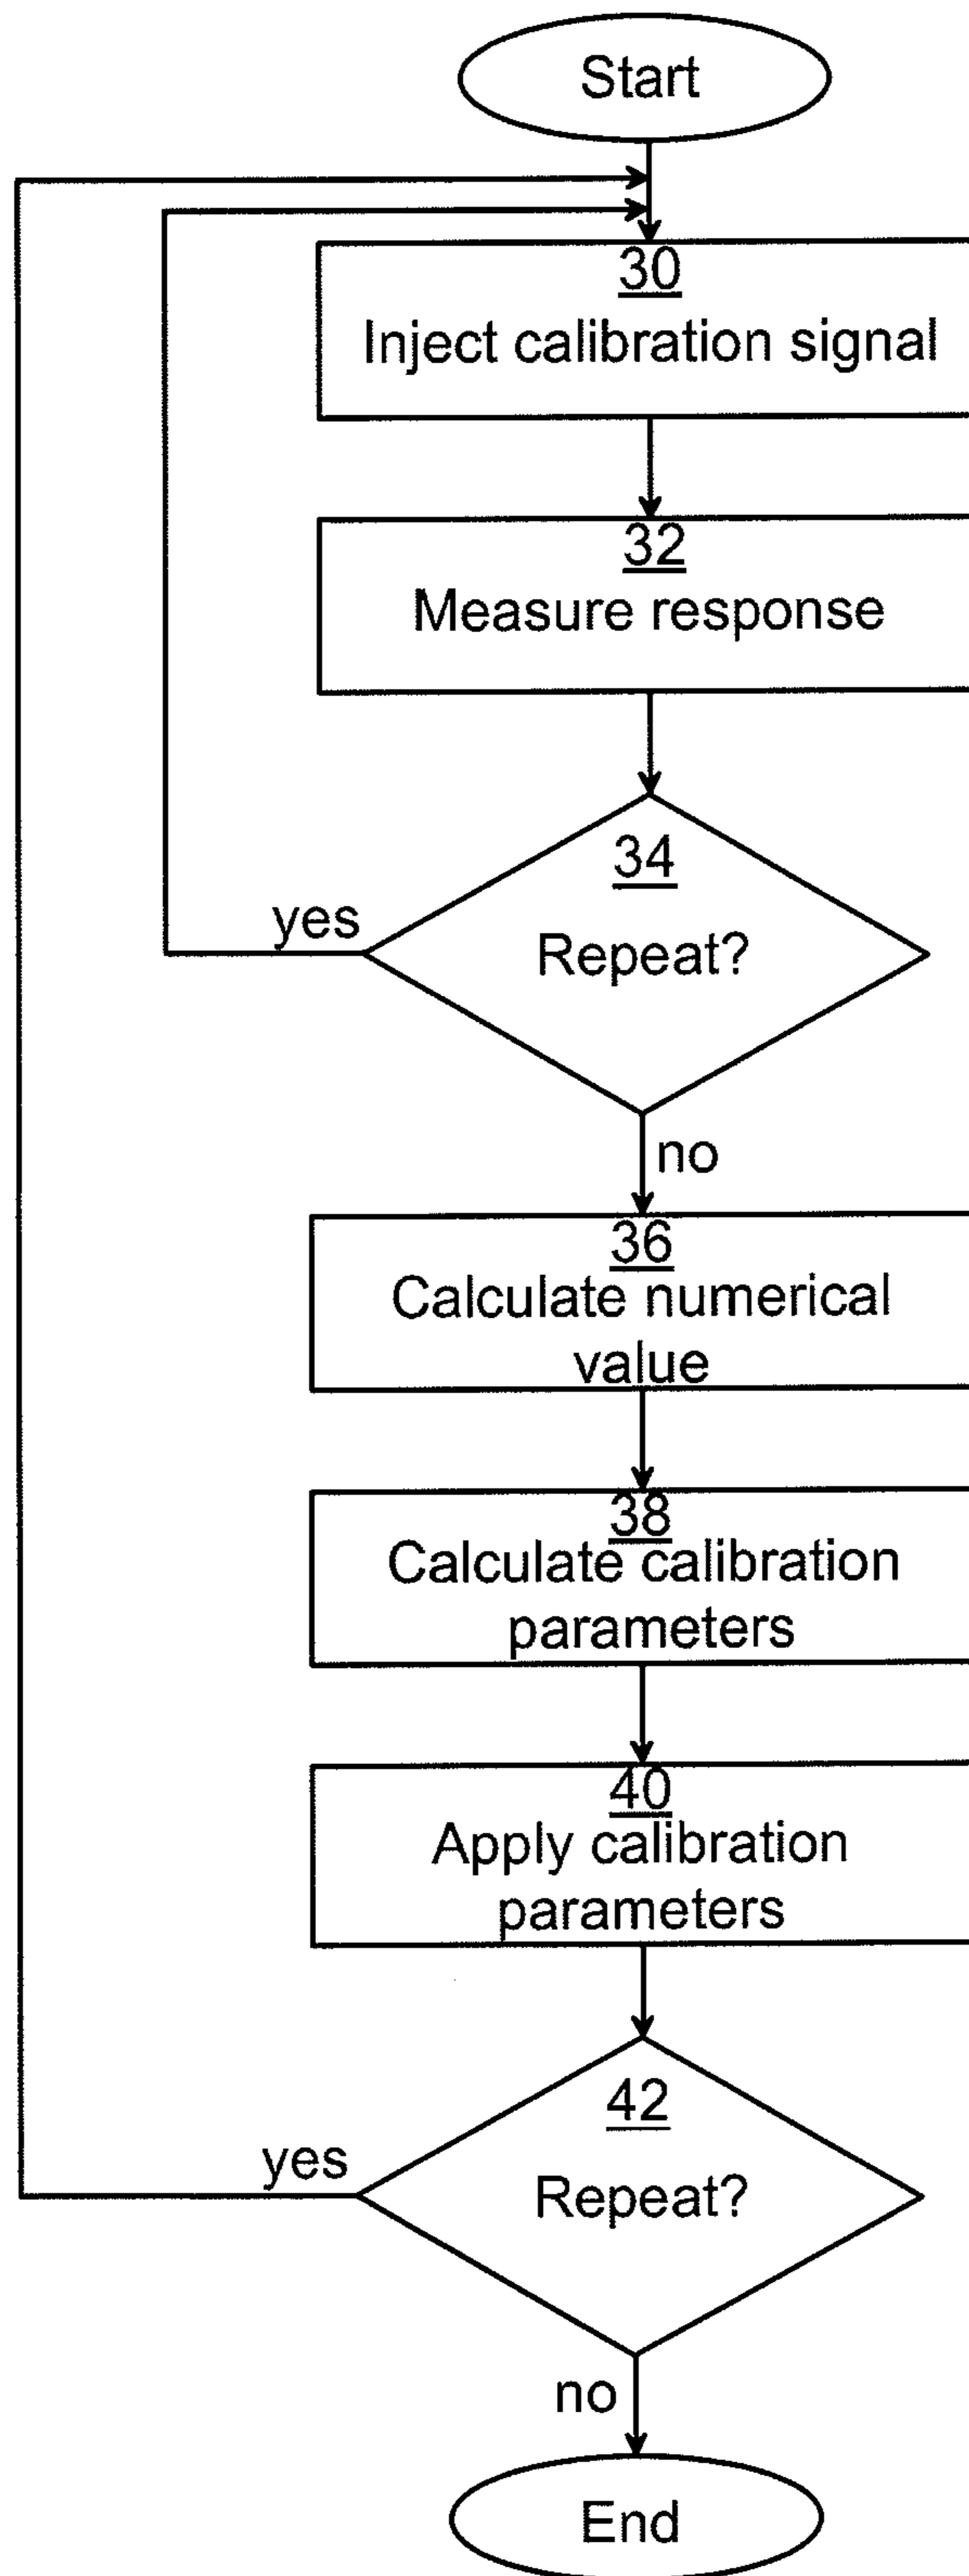 Start
30
Inject calibration signal
32
Measure response
34
yes
Repeat?
no
36
Calculate numerical
value
38
Calculate calibration
parameters
40
Apply calibration
parameters
42
yes
Repeat?
no
End